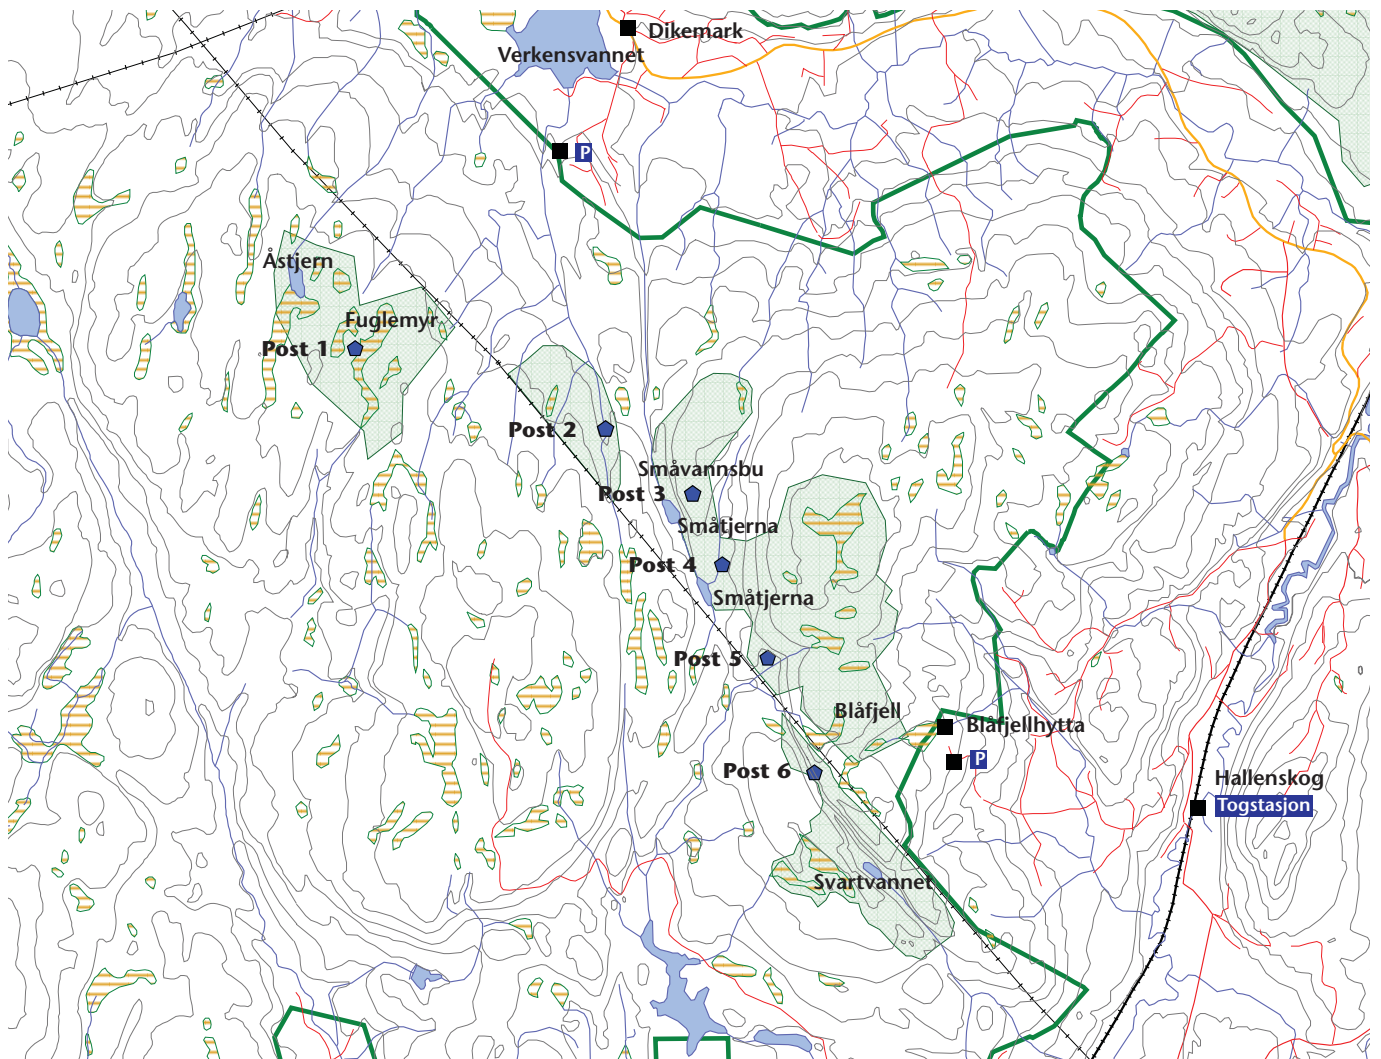 Dikemark
Verkensvannet
P
Åstjern
Fuglemyr
Post 1
Post 2
Småvannsbu
Post 3
Småtjerna
Post 4
Småtjerna
Post 5
Blåfjell
Blåfjellhytta
P
Post 6
Hallenskog
Togstasjon
Svartvannet